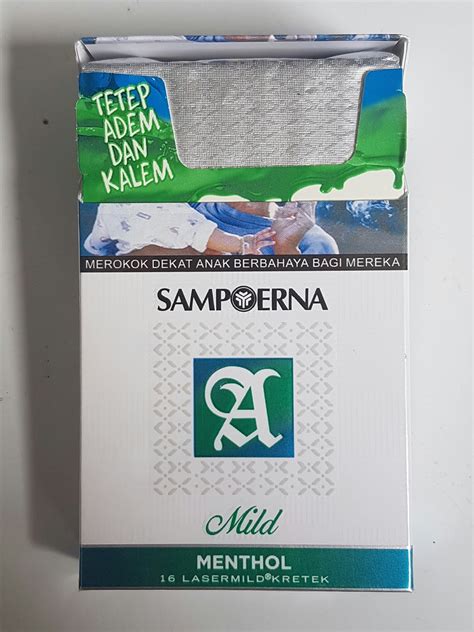 TETEP
ADEM
DAN
KALEM
MEROKOK DEKAT ANAK BERBAHAYA BAGI MEREKA
SAMPOERNA
A
Mild
MENTHOL
16 LASERMILD® KRETEK